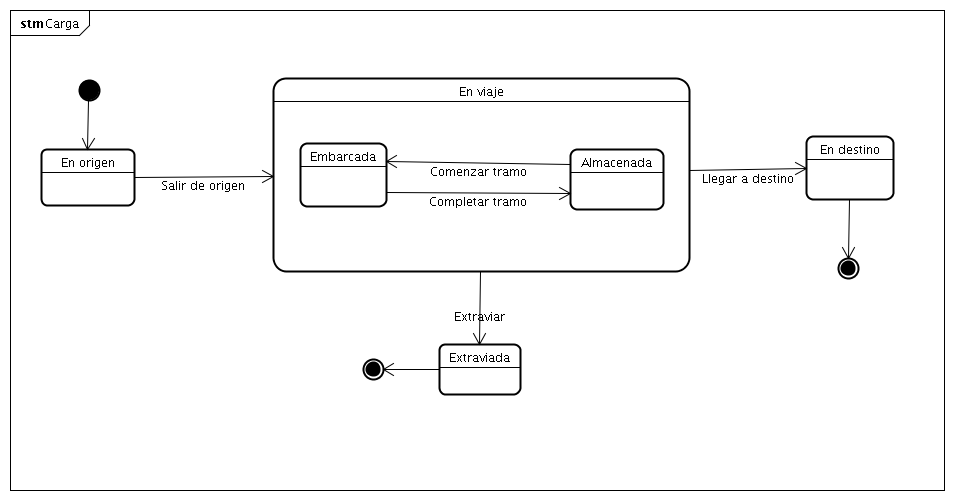 stm Carga
En viaje
En origen
Embarcada
Almacenada
En destino
Comenzar tramo
Salir de origen
Completar tramo
Llegar a destino
Extraviar
Extraviada